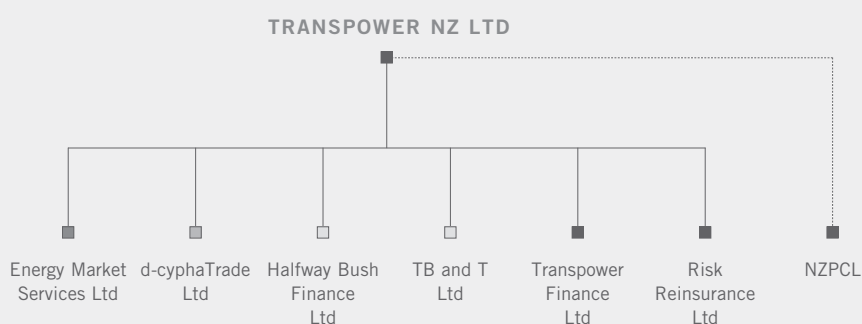 TRANSPOWER NZ LTD
Energy Market
Services Ltd
d-cyphaTrade
Ltd
Halfway Bush
Finance
Ltd
TB and T
Ltd
Transpower
Finance
Ltd
Risk
Reinsurance
Ltd
NZPCL